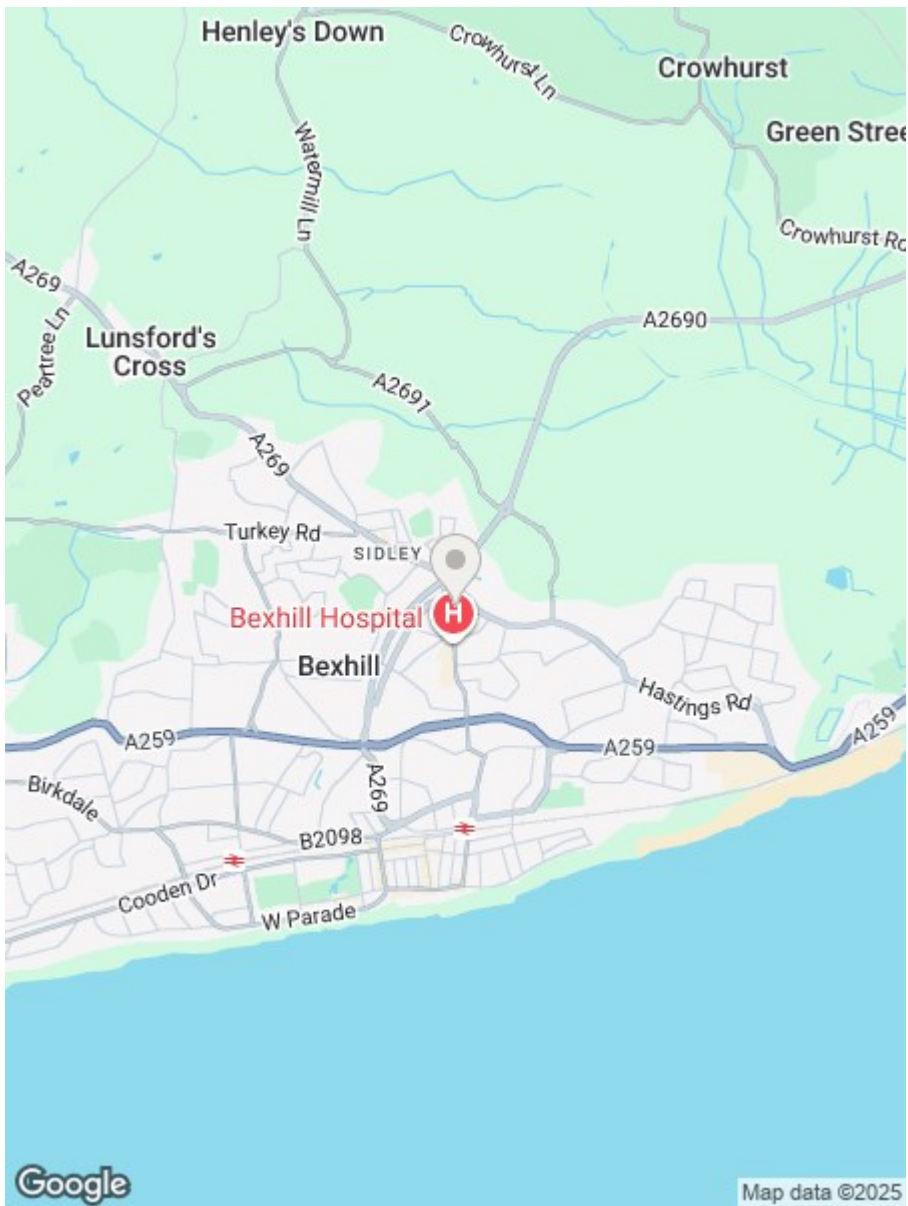 Henley's Down
Crowhurst Ln
Crowhurst
Green Stree
Watermill Ln
Crowhurst Rd
A269
Peartree Ln
Lunsford's
Cross
A2690
A2691
A269
Turkey Rd
SIDLEY
Bexhill Hospital
H
Bexhill
Hastings Rd
A259
A259
A259
Birkdale
A269
B2098
Cooden Dr
W Parade
Google
Map data ©2025